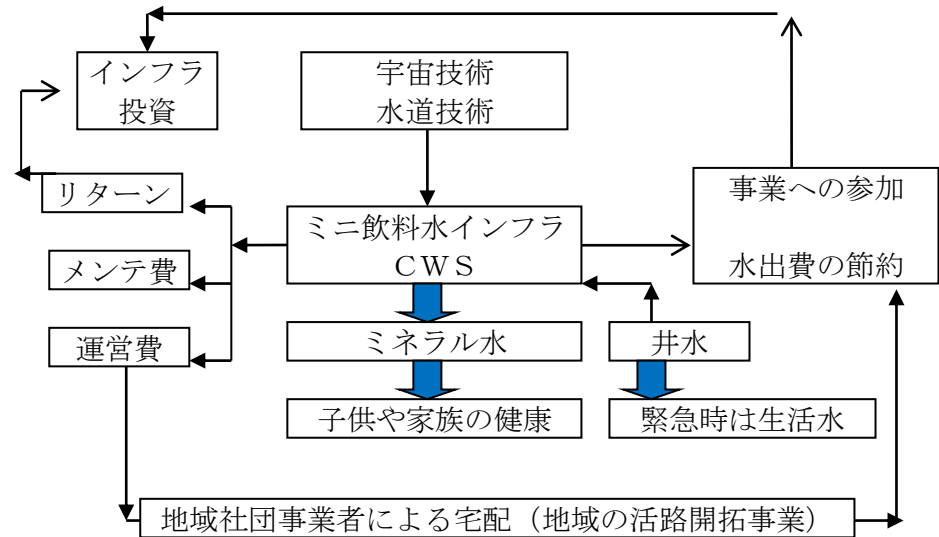 インフラ
投資
宇宙技術
水道技術
リターン
メンテ費
運営費
ミニ飲料水インフラ
ＣＷＳ
事業への参加
水出費の節約
ミネラル水
井水
子供や家族の健康
緊急時は生活水
地域社団事業者による宅配（地域の活路開拓事業）